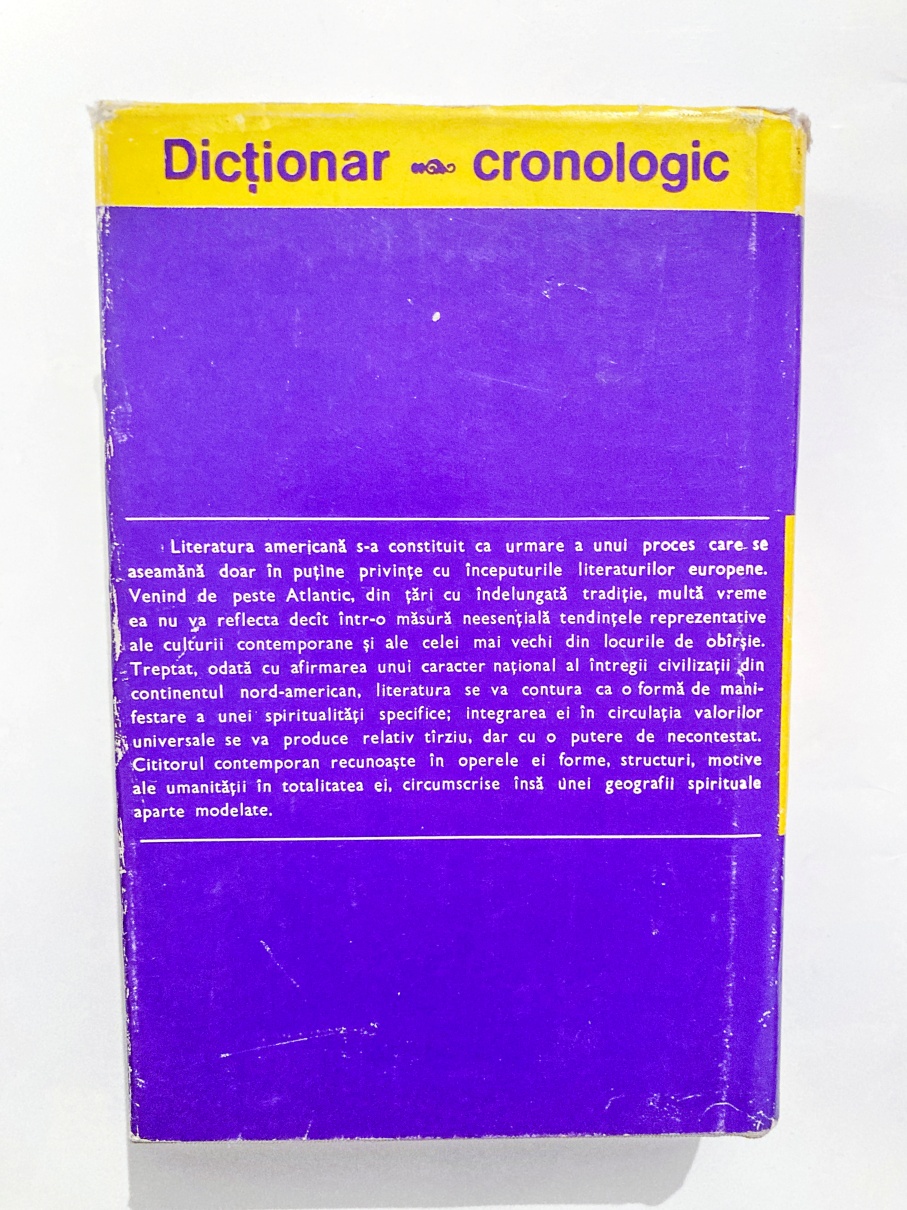 Dicționar cronologic
Literatura americană s-a constituit ca urmare a unui proces care se
aseamănă doar în puține privințe cu începuturile literaturilor europene.
Venind de peste Atlantic, din țări cu îndelungată tradiție, multă vreme
ea nu va reflecta decît într-o măsură neesențială tendințele reprezentative
ale culturii contemporane și ale celei mai vechi din locurile de obîrșie.
Treptat, odată cu afirmarea unui caracter național al întregii civilizații din
continentul nord-american, literatura se va contura ca o formă de mani-
festare a unei spiritualități specifice; integrarea ei în circulația valorilor
universale se va produce relativ tîrziu, dar cu o putere de necontestat.
Cititorul contemporan recunoaște în operele ei forme, structuri, motive
ale umanității în totalitatea ei, circumscrise însă unei geografii spirituale
aparte modelate.